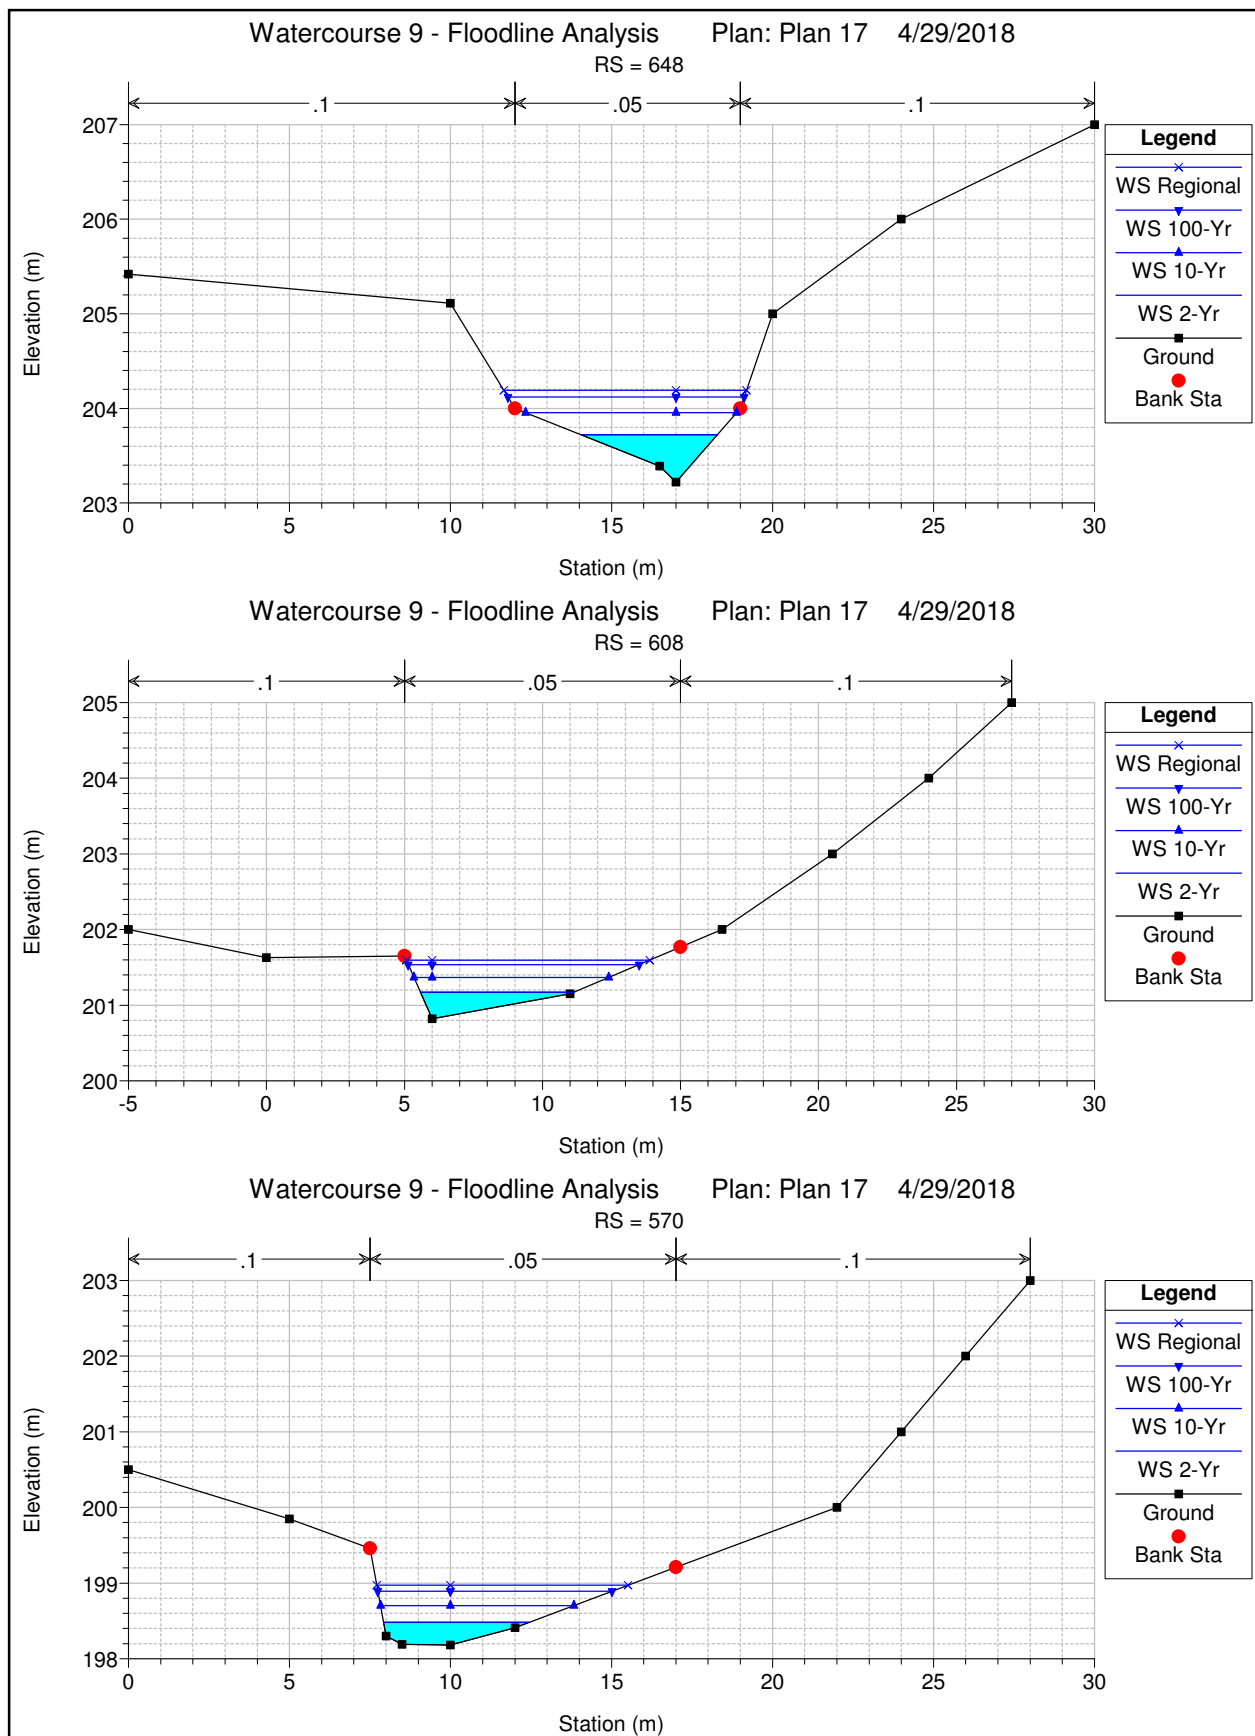 Watercourse 9 - Floodline Analysis Plan: Plan 17 4/29/2018
RS = 648
.1 .05 .1
207
206
205
204
203
0 5 10 15 20 25 30
Elevation (m)
Station (m)
Legend
WS Regional
WS 100-Yr
WS 10-Yr
WS 2-Yr
Ground
Bank Sta
Watercourse 9 - Floodline Analysis Plan: Plan 17 4/29/2018
RS = 608
.1 .05 .1
205
204
203
202
201
200
-5 0 5 10 15 20 25 30
Elevation (m)
Station (m)
Legend
WS Regional
WS 100-Yr
WS 10-Yr
WS 2-Yr
Ground
Bank Sta
Watercourse 9 - Floodline Analysis Plan: Plan 17 4/29/2018
RS = 570
.1 .05 .1
203
202
201
200
199
198
0 5 10 15 20 25 30
Elevation (m)
Station (m)
Legend
WS Regional
WS 100-Yr
WS 10-Yr
WS 2-Yr
Ground
Bank Sta